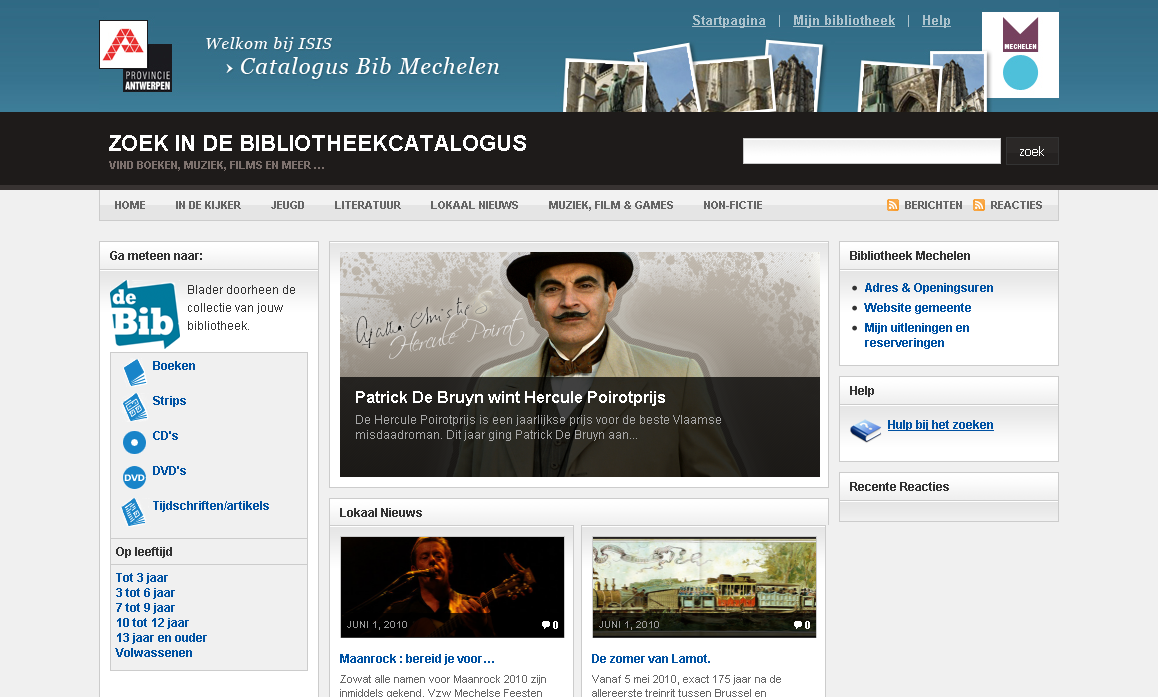 Startpagina | Mijn bibliotheek | Help
PROVINCIE
ANTWERPEN
Welkom bij ISIS
› Catalogus Bib Mechelen
MECHELEN
ZOEK IN DE BIBLIOTHEEKCATALOGUS
VIND BOEKEN, MUZIEK, FILMS EN MEER ...
zoek
HOME IN DE KIJKER JEUGD LITERATUUR LOKAAL NIEUWS MUZIEK, FILM & GAMES NON-FICTIE BERICHTEN REACTIES
Ga meteen naar:
de
Bib
Blader doorheen de
collectie van jouw
bibliotheek.
Boeken
Strips
CD's
DVD
DVD's
Tijdschriften/artikels
Op leeftijd
Tot 3 jaar
3 tot 6 jaar
7 tot 9 jaar
10 tot 12 jaar
13 jaar en ouder
Volwassenen
Agatha Christie's
Hercule Poirot
Patrick De Bruyn wint Hercule Poirotprijs
De Hercule Poirotprijs is een jaarlijkse prijs voor de beste Vlaamse
misdaadroman. Dit jaar ging Patrick De Bruyn aan...
Lokaal Nieuws
JUNI 1, 2010 0
Maanrock : bereid je voor…
Zowat alle namen voor Maanrock 2010 zijn
inmiddels gekend. Vzw Mechelse Feesten
JUNI 1, 2010 0
De zomer van Lamot.
Vanaf 5 mei 2010, exact 175 jaar na de
allereerste treinrit tussen Brussel en
Bibliotheek Mechelen
• Adres & Openingsuren
• Website gemeente
• Mijn uitleningen en
reserveringen
Help
Hulp bij het zoeken
Recente Reacties